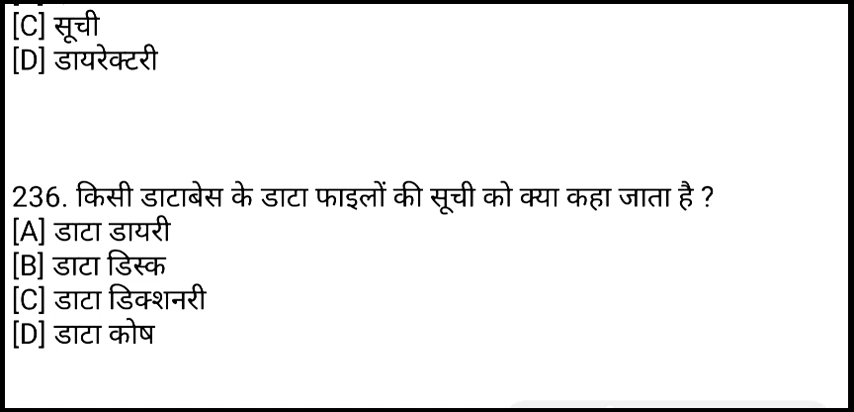 [C] सूची
[D] डायरेक्टरी
236. किसी डाटाबेस के डाटा फाइलों की सूची को क्या कहा जाता है ?
[A] डाटा डायरी
[B] डाटा डिस्क
[C] डाटा डिक्शनरी
[D] डाटा कोष